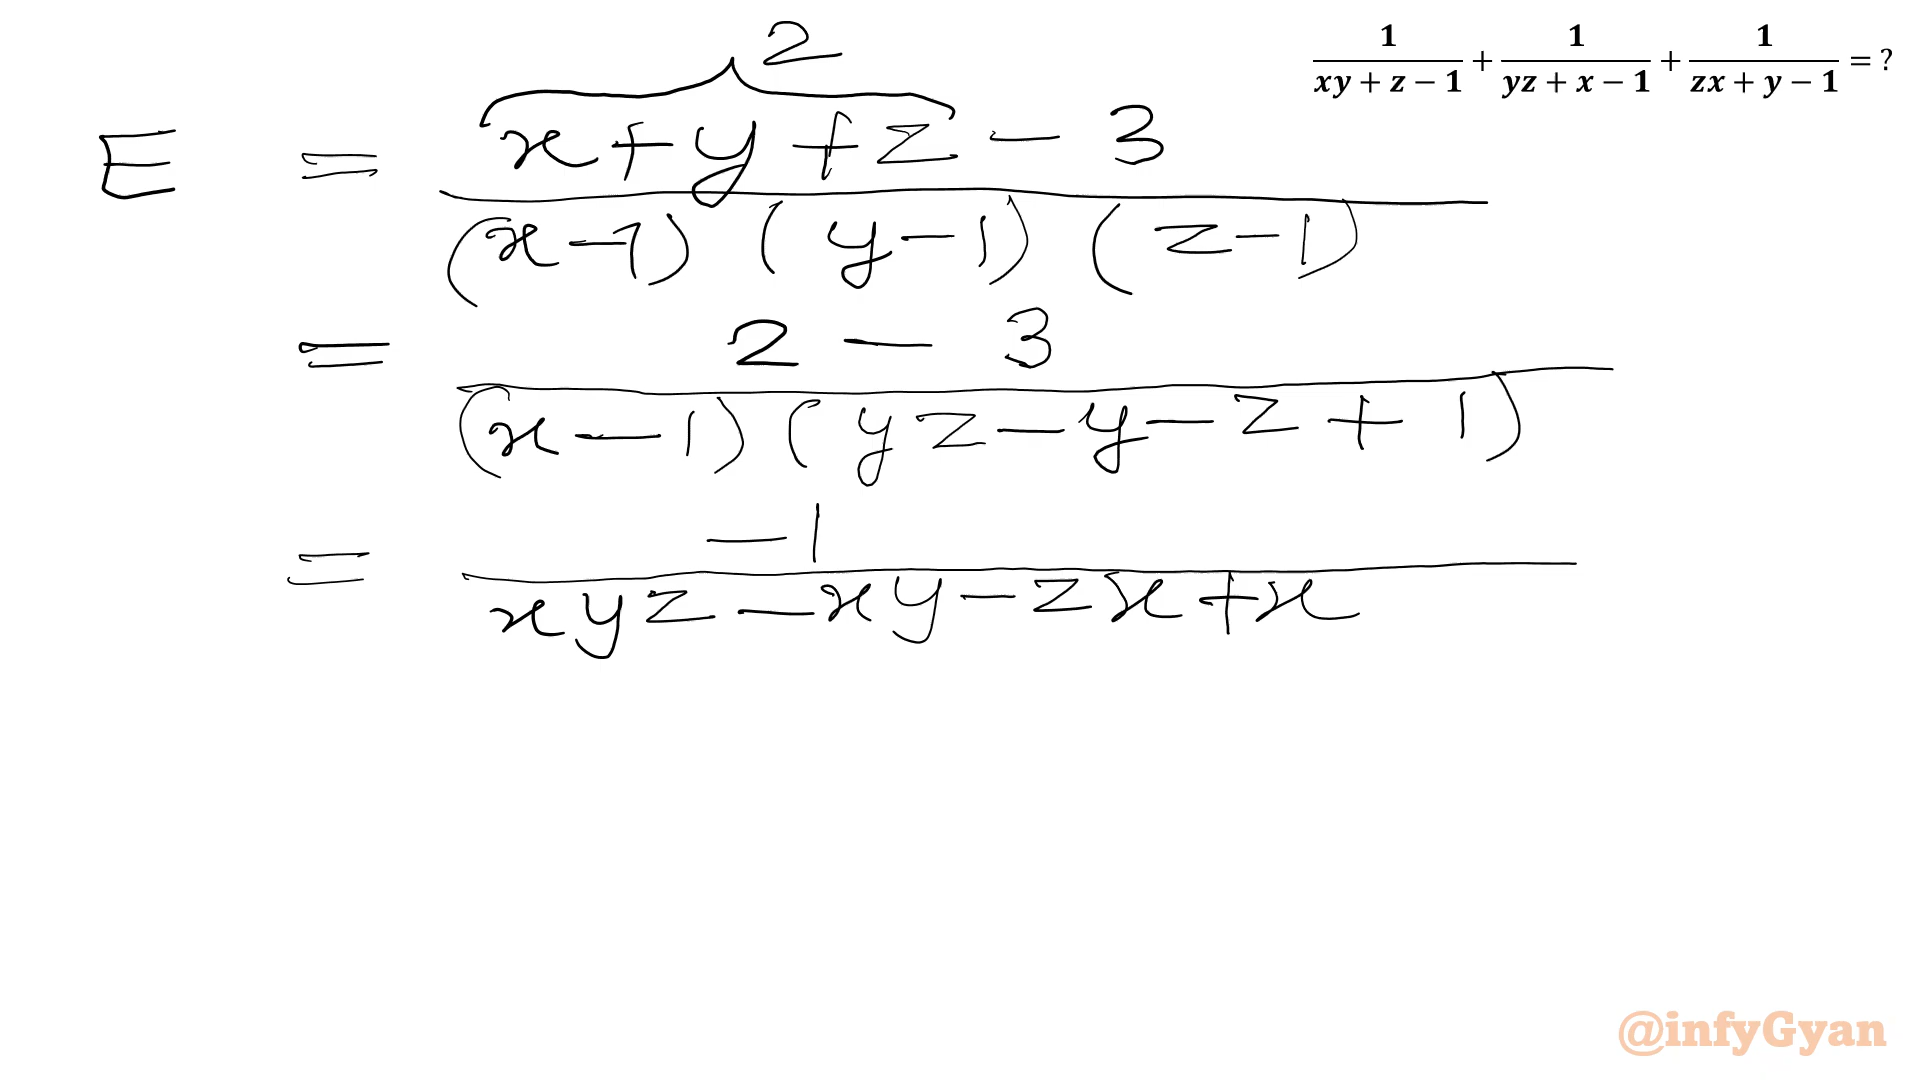 1/(xy + z − 1) + 1/(yz + x − 1) + 1/(zx + y − 1) = ?
2
E = (x + y + z − 3)/((x − 1)(y − 1)(z − 1))
= (2 − 3)/((x − 1)(yz − y − z + 1))
= −1/(xyz − xy − zx + x
@infyGyan